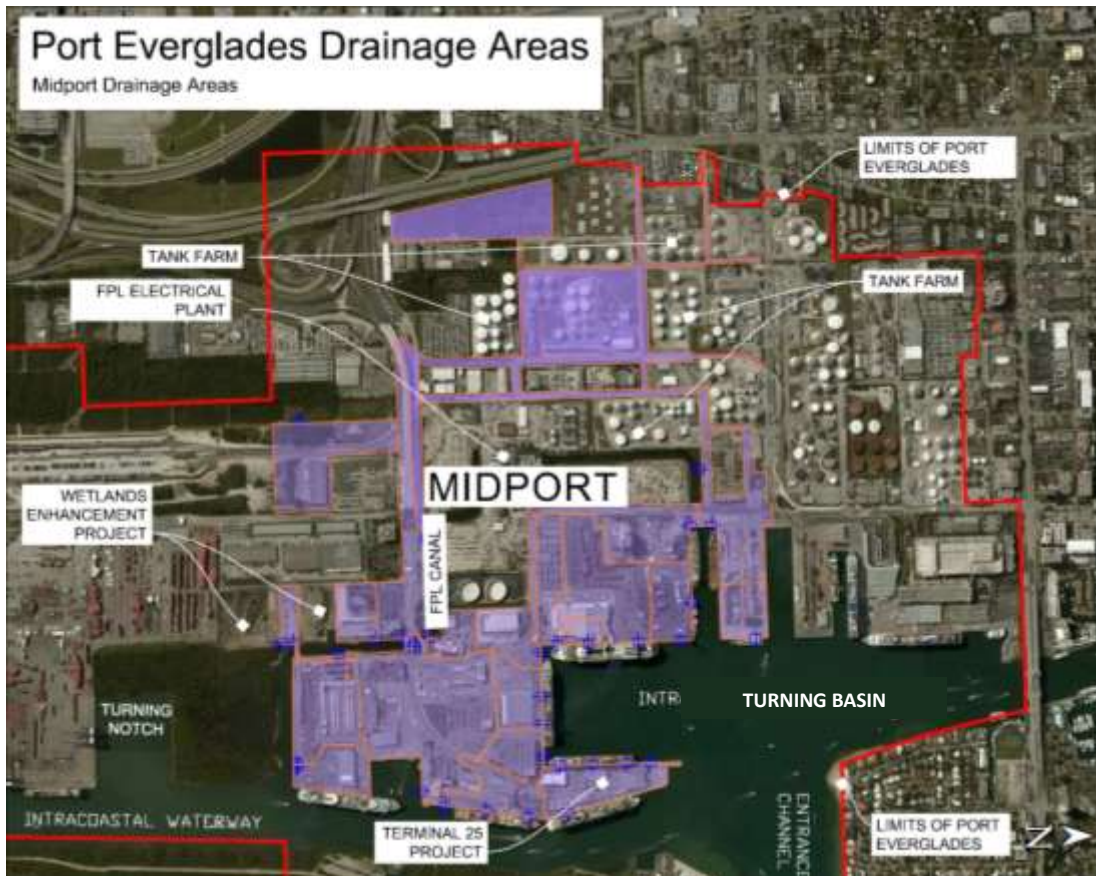 Port Everglades Drainage Areas
Midport Drainage Areas
LIMITS OF PORT
EVERGLADES
TANK FARM
FPL ELECTRICAL
PLANT
TANK FARM
MIDPORT
WETLANDS
ENHANCEMENT
PROJECT
FPL CANAL
TURNING
NOTCH
INTR
TURNING BASIN
INTRACOASTAL WATERWAY
TERMINAL 25
PROJECT
ENTRANCE
CHANNEL
LIMITS OF PORT
EVERGLADES
N